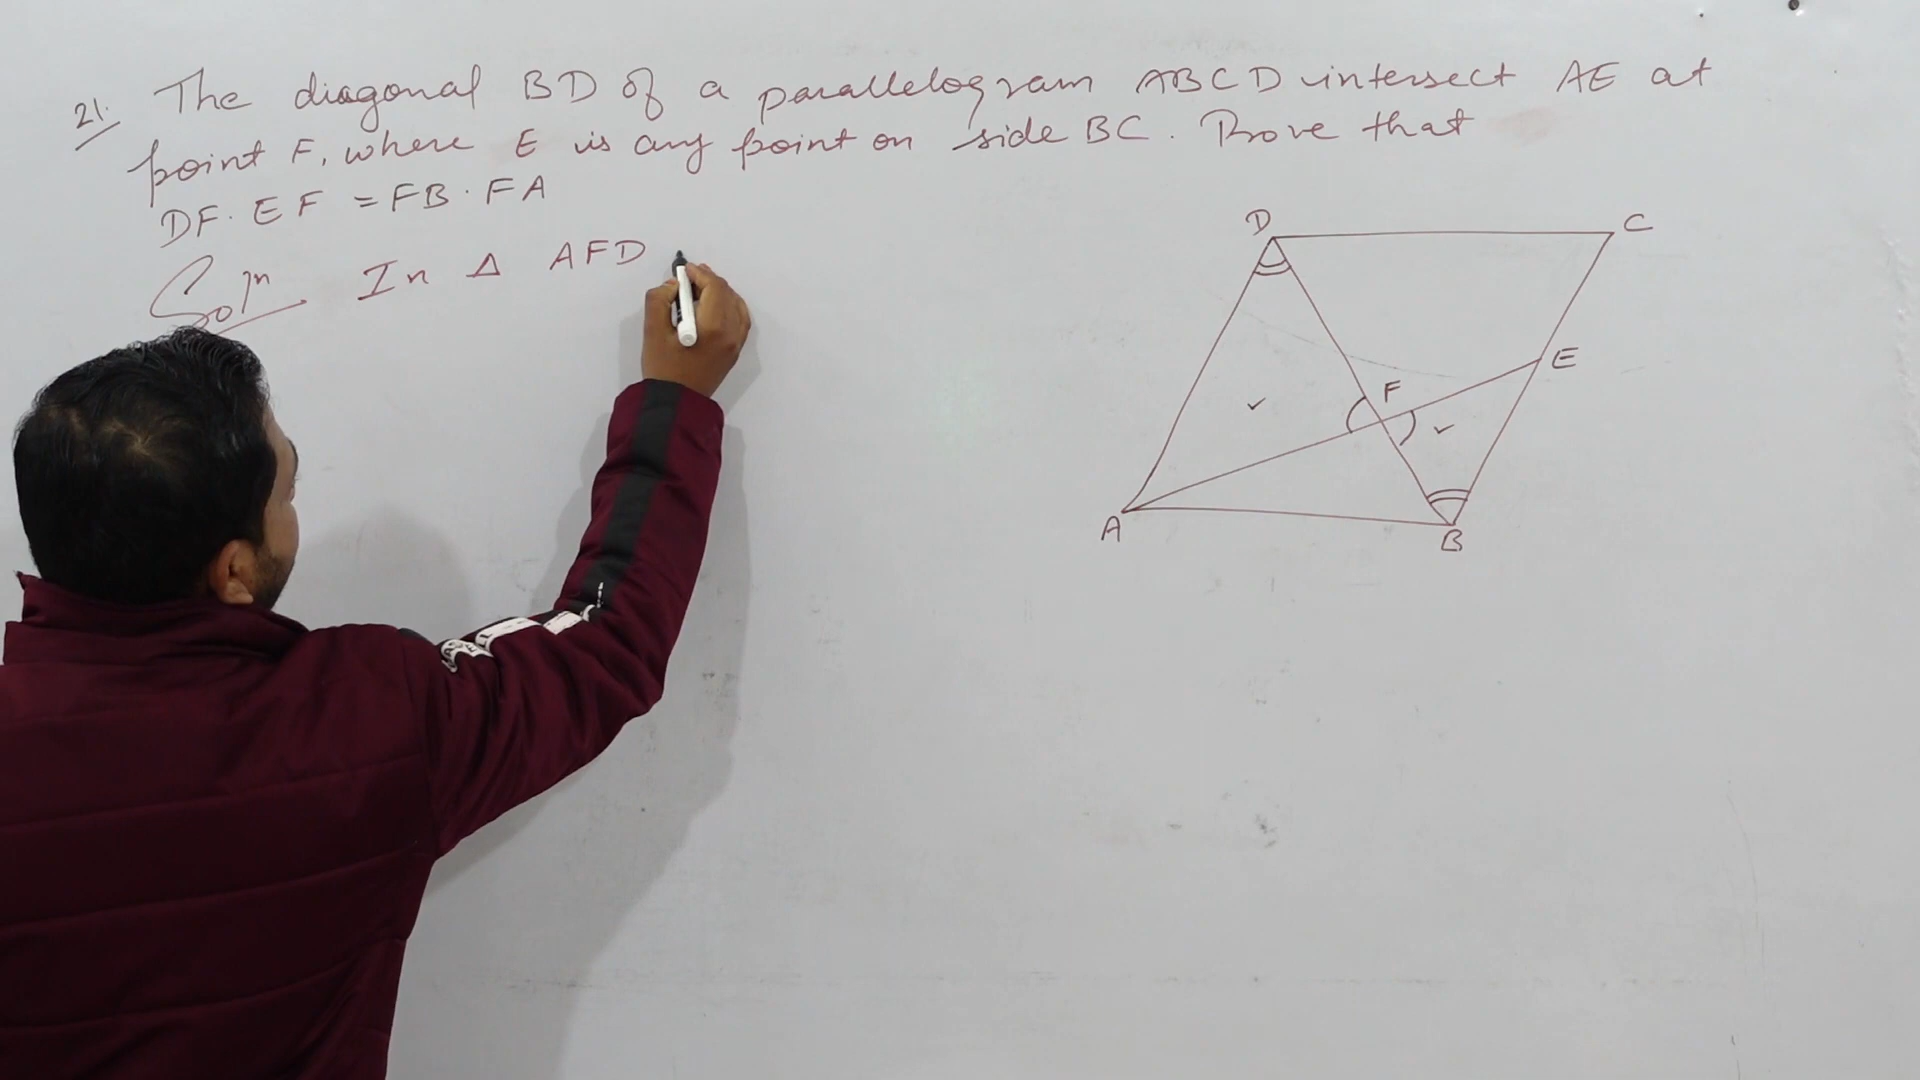 21. The diagonal BD of a parallelogram ABCD intersect AE at
point F, where E is any point on side BC. Prove that
DF. EF = FB. FA
Sol^n In Δ AFD
D
C
E
F
A
B